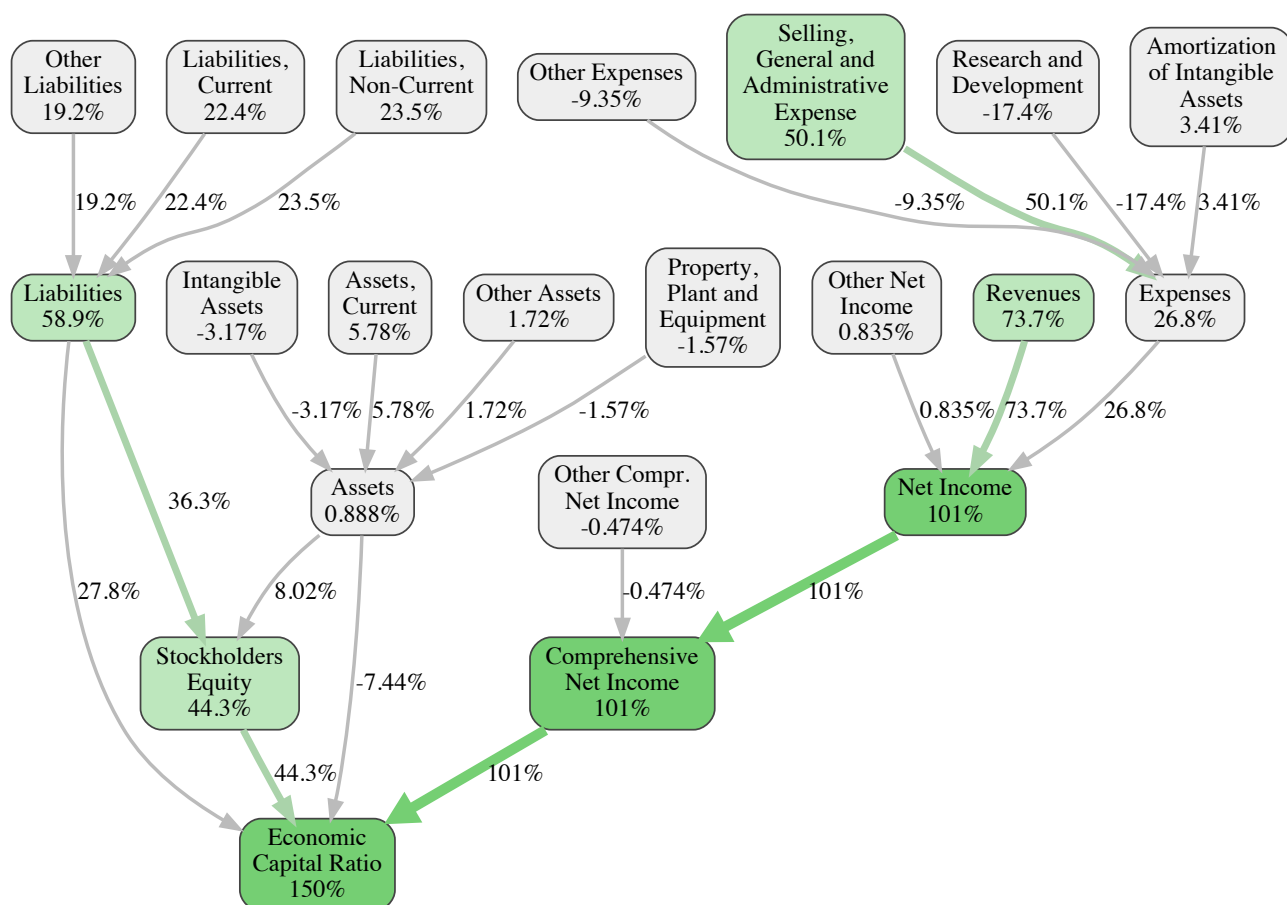 Other
Liabilities
19.2%
Liabilities,
Current
22.4%
Liabilities,
Non-Current
23.5%
Other Expenses
-9.35%
Selling,
General and
Administrative
Expense
50.1%
Research and
Development
-17.4%
Amortization
of Intangible
Assets
3.41%
19.2%
22.4%
23.5%
-9.35%
50.1%
-17.4%
3.41%
Liabilities
58.9%
Intangible
Assets
-3.17%
Assets,
Current
5.78%
Other Assets
1.72%
Property,
Plant and
Equipment
-1.57%
Other Net
Income
0.835%
Revenues
73.7%
Expenses
26.8%
-3.17%
5.78%
1.72%
-1.57%
0.835%
73.7%
26.8%
36.3%
Assets
0.888%
Other Compr.
Net Income
-0.474%
Net Income
101%
27.8%
8.02%
-0.474%
101%
Stockholders
Equity
44.3%
-7.44%
Comprehensive
Net Income
101%
44.3%
101%
Economic
Capital Ratio
150%